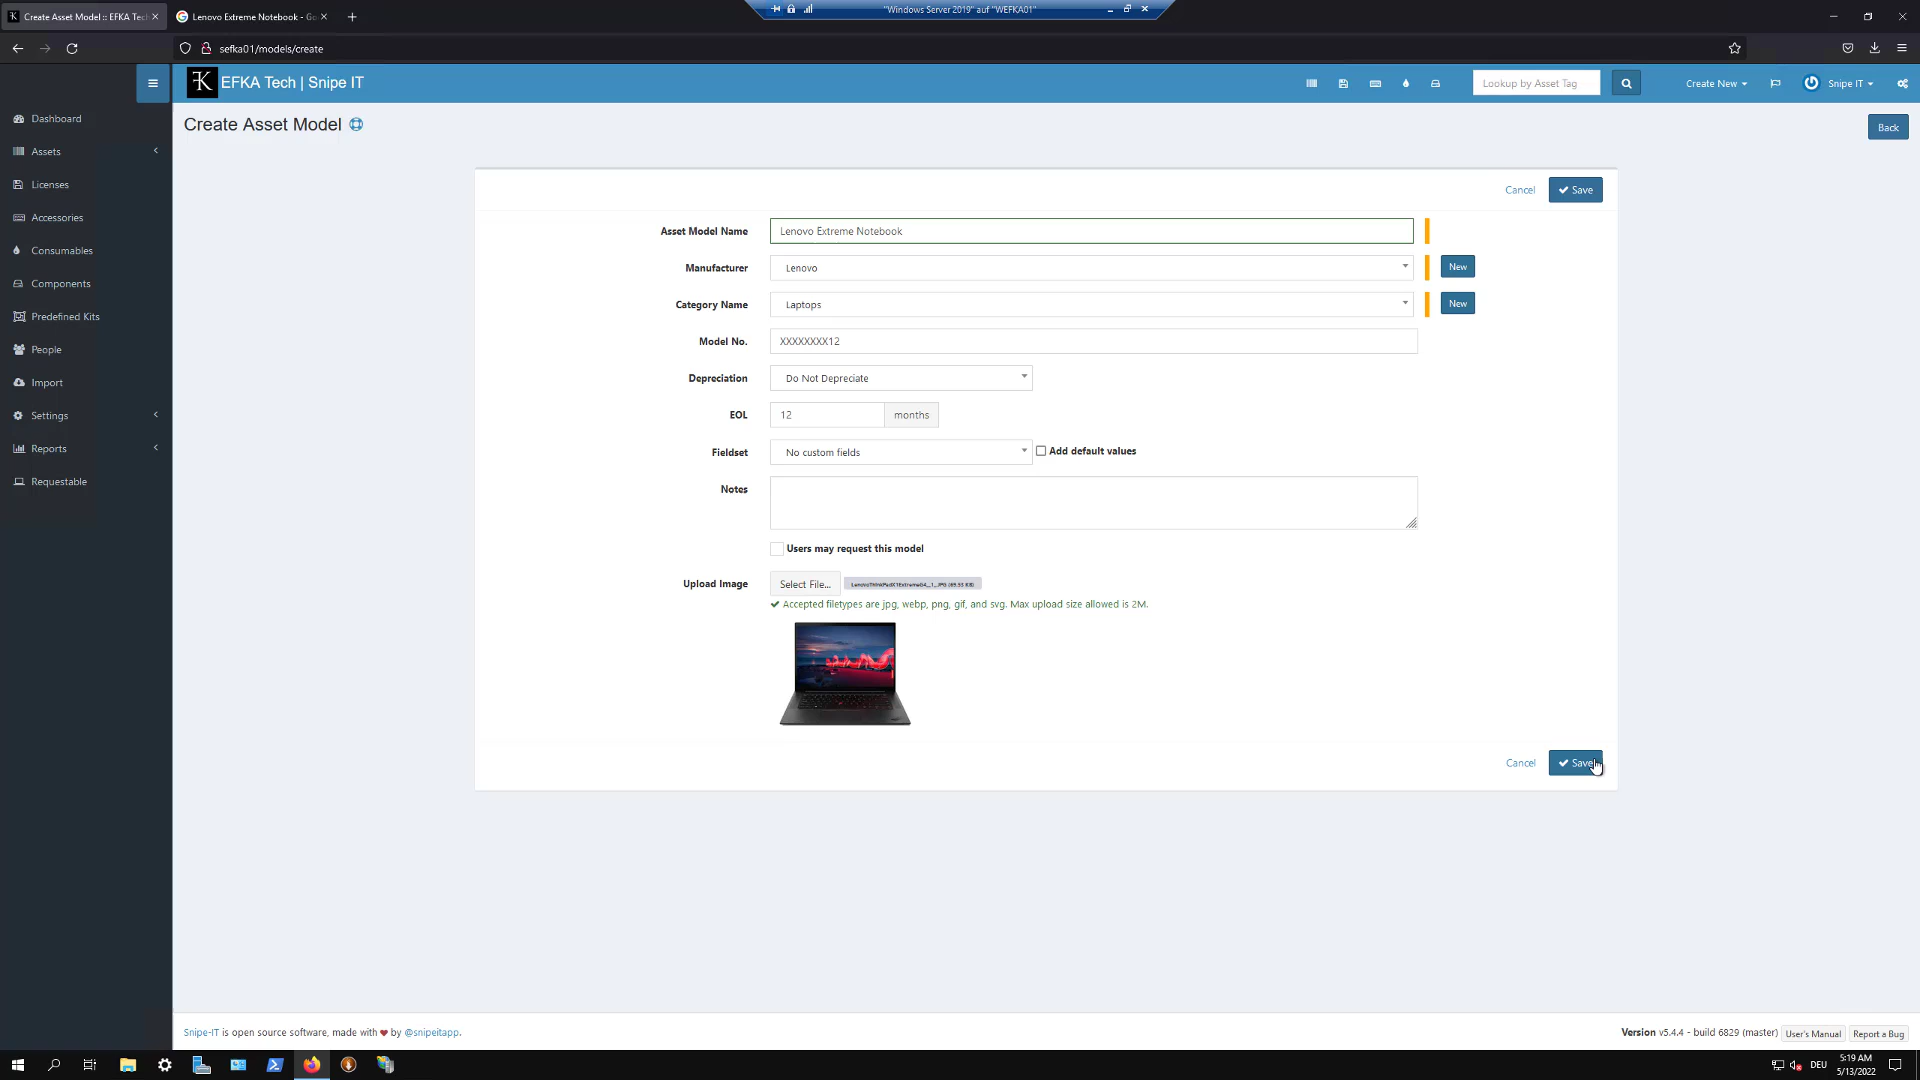 Create Asset Model :: EFKA Tech
Lenovo Extreme Notebook - Go
"Windows Server 2019" auf "WEFKA01"
sefka01/models/create
EFKA Tech | Snipe IT
Lookup by Asset Tag
Create New
Snipe IT
Dashboard
Assets
Licenses
Accessories
Consumables
Components
Predefined Kits
People
Import
Settings
Reports
Requestable
Create Asset Model
Back
Cancel
Save
Asset Model Name
Lenovo Extreme Notebook
Manufacturer
Lenovo
New
Category Name
Laptops
New
Model No.
XXXXXXXX12
Depreciation
Do Not Depreciate
EOL
12
months
Fieldset
No custom fields
Add default values
Notes
Users may request this model
Upload Image
Select File...
Accepted filetypes are jpg, webp, png, gif, and svg. Max upload size allowed is 2M.
Cancel
Save
Snipe-IT is open source software, made with ♥ by @snipeitapp.
Version v5.4.4 - build 6829 (master)
User's Manual
Report a Bug
DEU
5:19 AM
5/13/2022